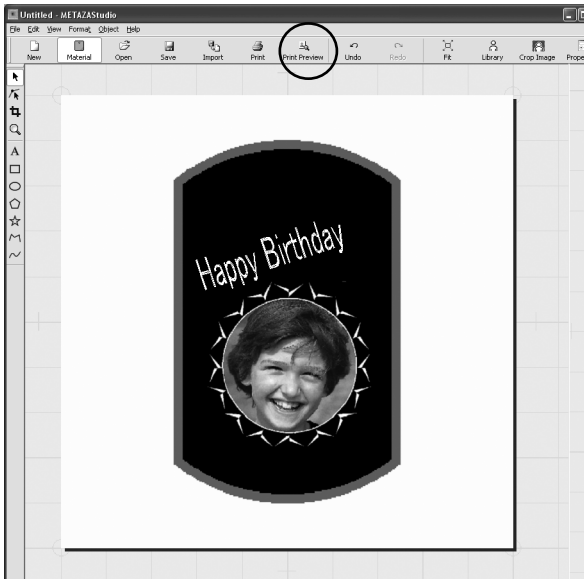 Untitled - METAZAStudio
File Edit View Format Object Help
New Material Open Save Import Print Print Preview Undo Redo Fit Library Crop Image Prope
A
Happy Birthday